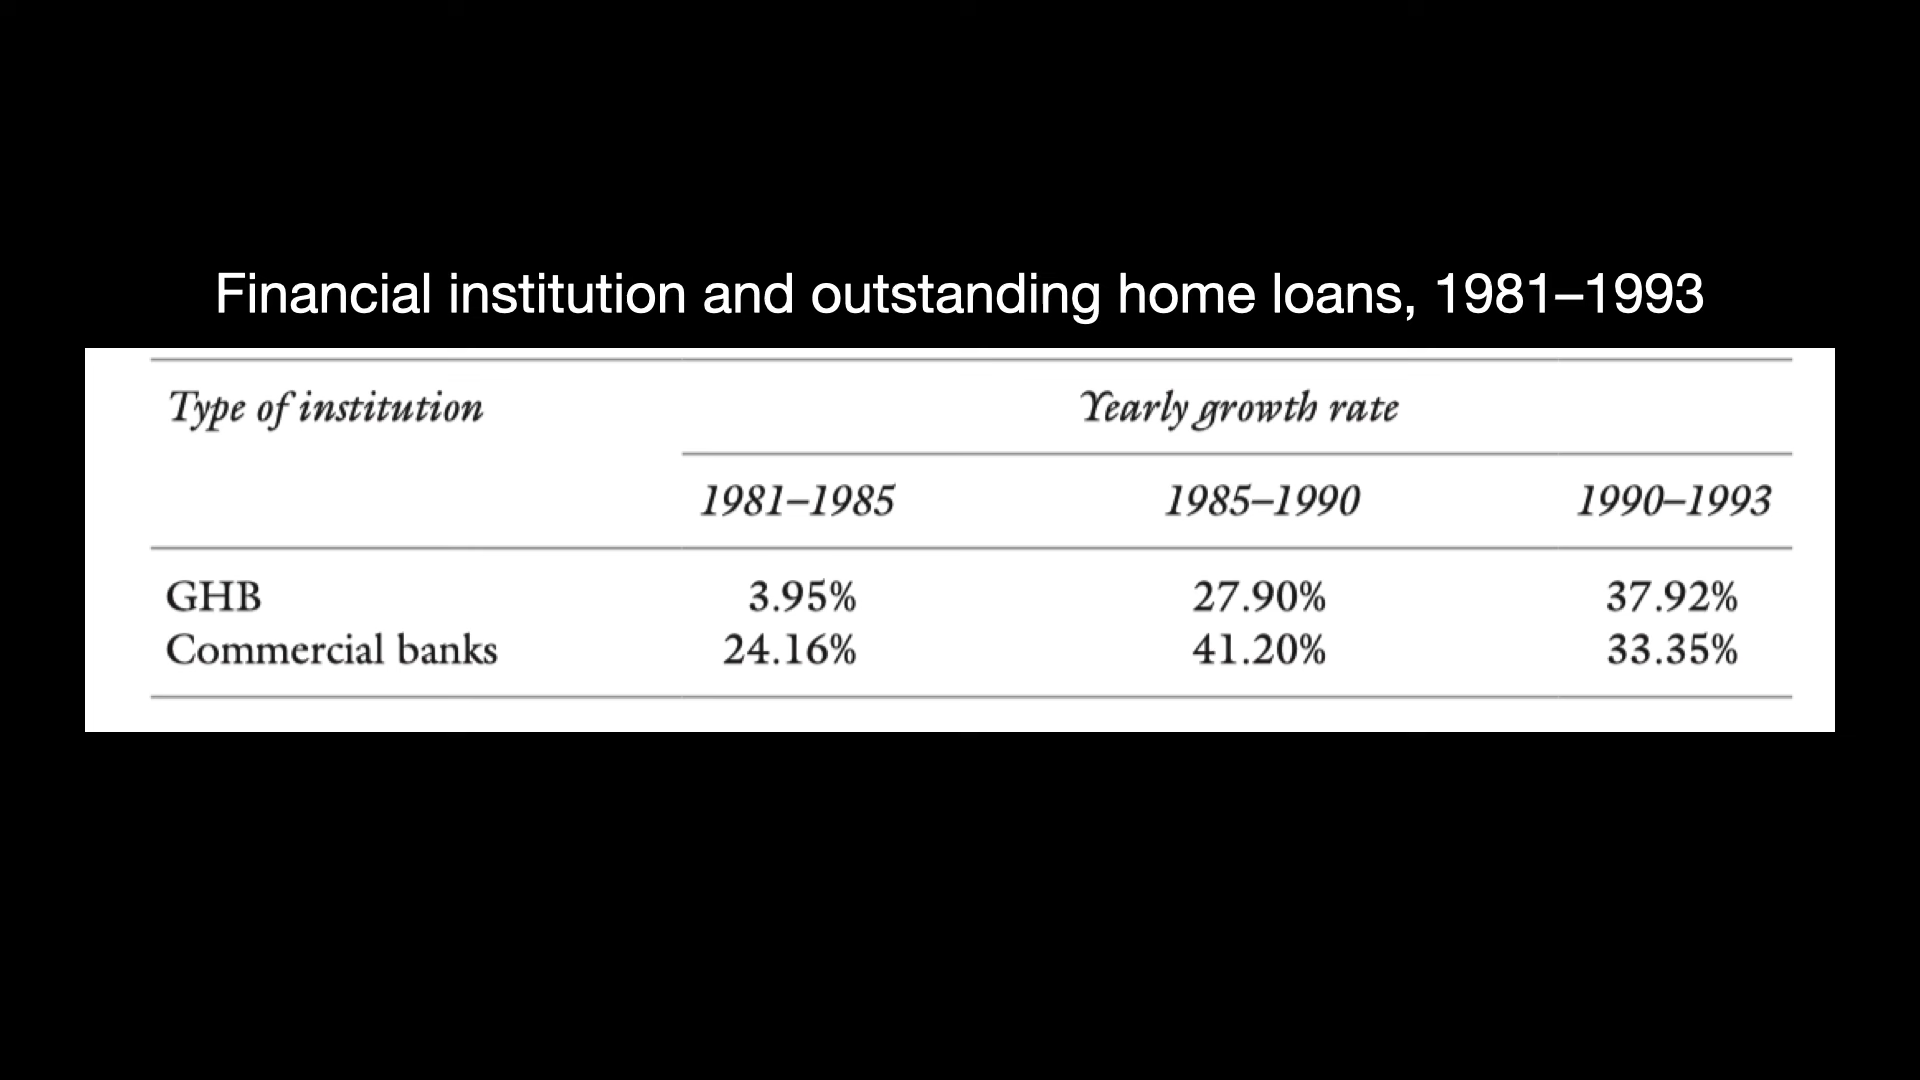 Financial institution and outstanding home loans, 1981–1993
Type of institution Yearly growth rate
1981–1985 1985–1990 1990–1993
GHB 3.95% 27.90% 37.92%
Commercial banks 24.16% 41.20% 33.35%